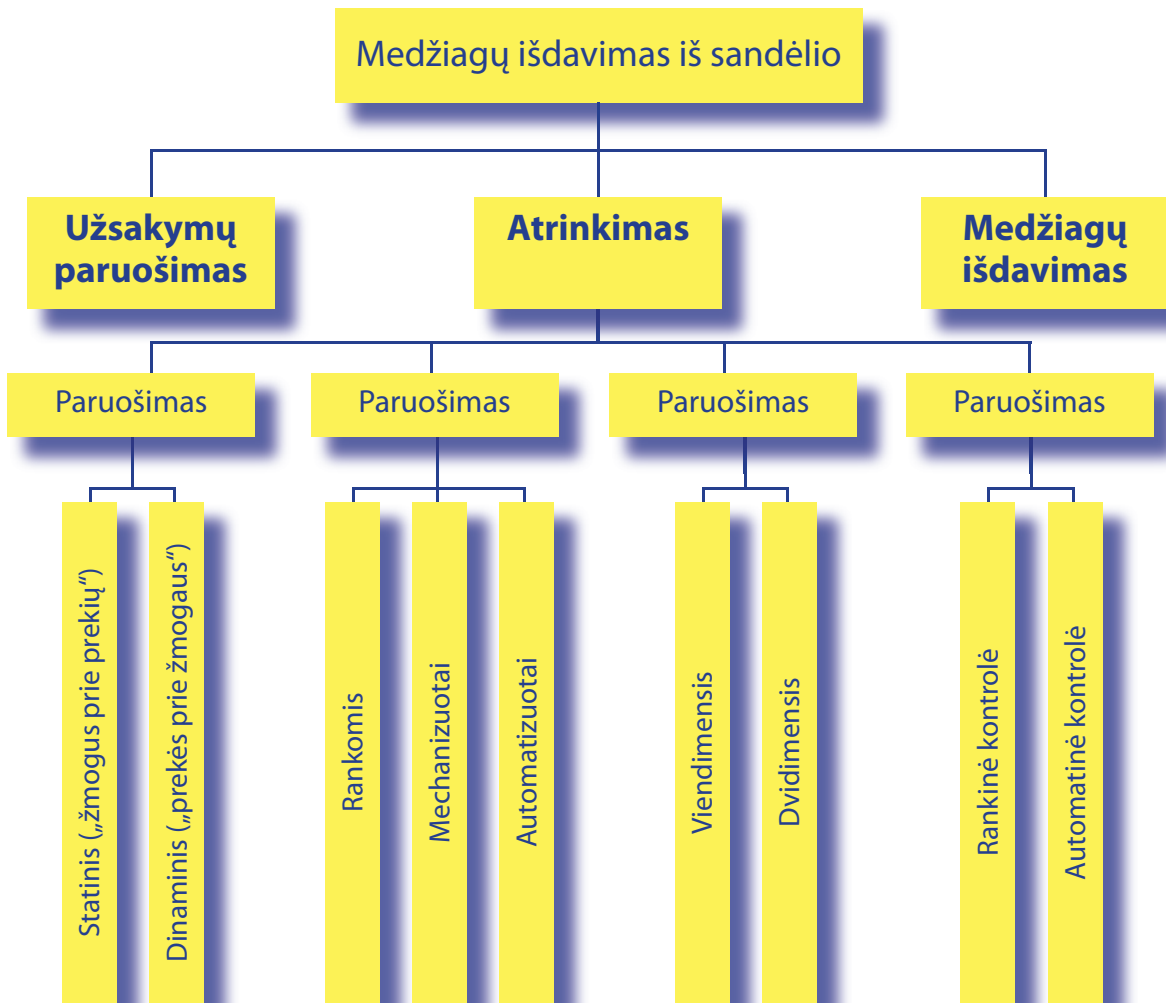 Medžiagų išdavimas iš sandėlio
Užsakymų
paruošimas
Atrinkimas
Medžiagų
išdavimas
Paruošimas
Paruošimas
Paruošimas
Paruošimas
Statinis („žmogus prie prekių“)
Dinaminis („prekės prie žmogaus“)
Rankomis
Mechanizuotai
Automatizuotai
Viendimensis
Dvidimensis
Rankinė kontrolė
Automatinė kontrolė